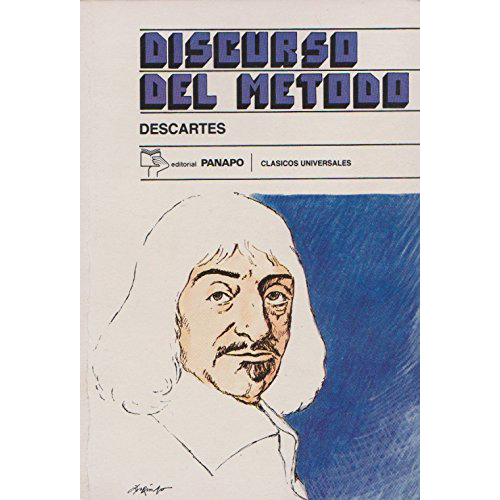 DISCURSO
DEL METODO
DESCARTES
editorial PANAPO
CLASICOS UNIVERSALES